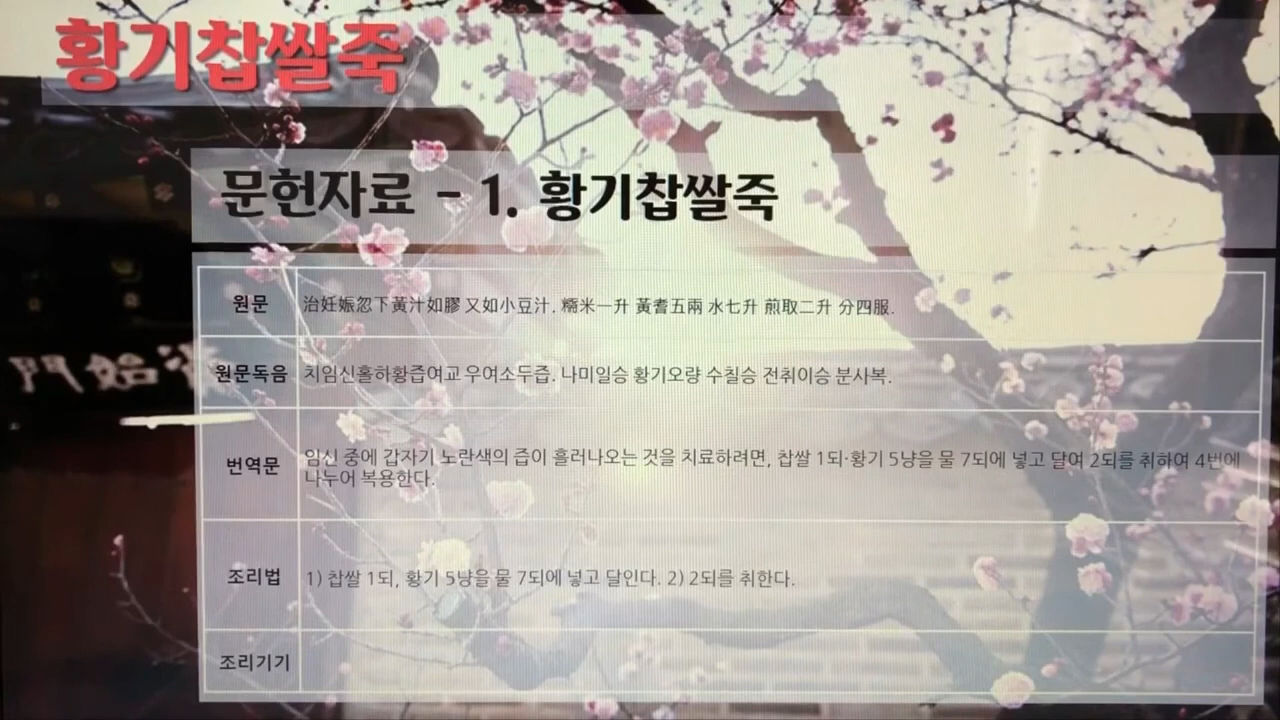 황기찹쌀죽
문헌자료 - 1. 황기찹쌀죽
원문 治妊娠忽下黃汁如膠 又如小豆汁. 糯米一升 黃耆五兩 水七升 煎取二升 分四服.
원문독음 치임신홀하황즙여교 우여소두즙. 나미일승 황기오량 수칠승 전취이승 분사복.
번역문 임신 중에 갑자기 노란색의 즙이 흘러나오는 것을 치료하려면, 찹쌀 1되·황기 5냥을 물 7되에 넣고 달여 2되를 취하여 4번에
나누어 복용한다.
조리법 1) 찹쌀 1되, 황기 5냥을 물 7되에 넣고 달인다. 2) 2되를 취한다.
조리기기
門始